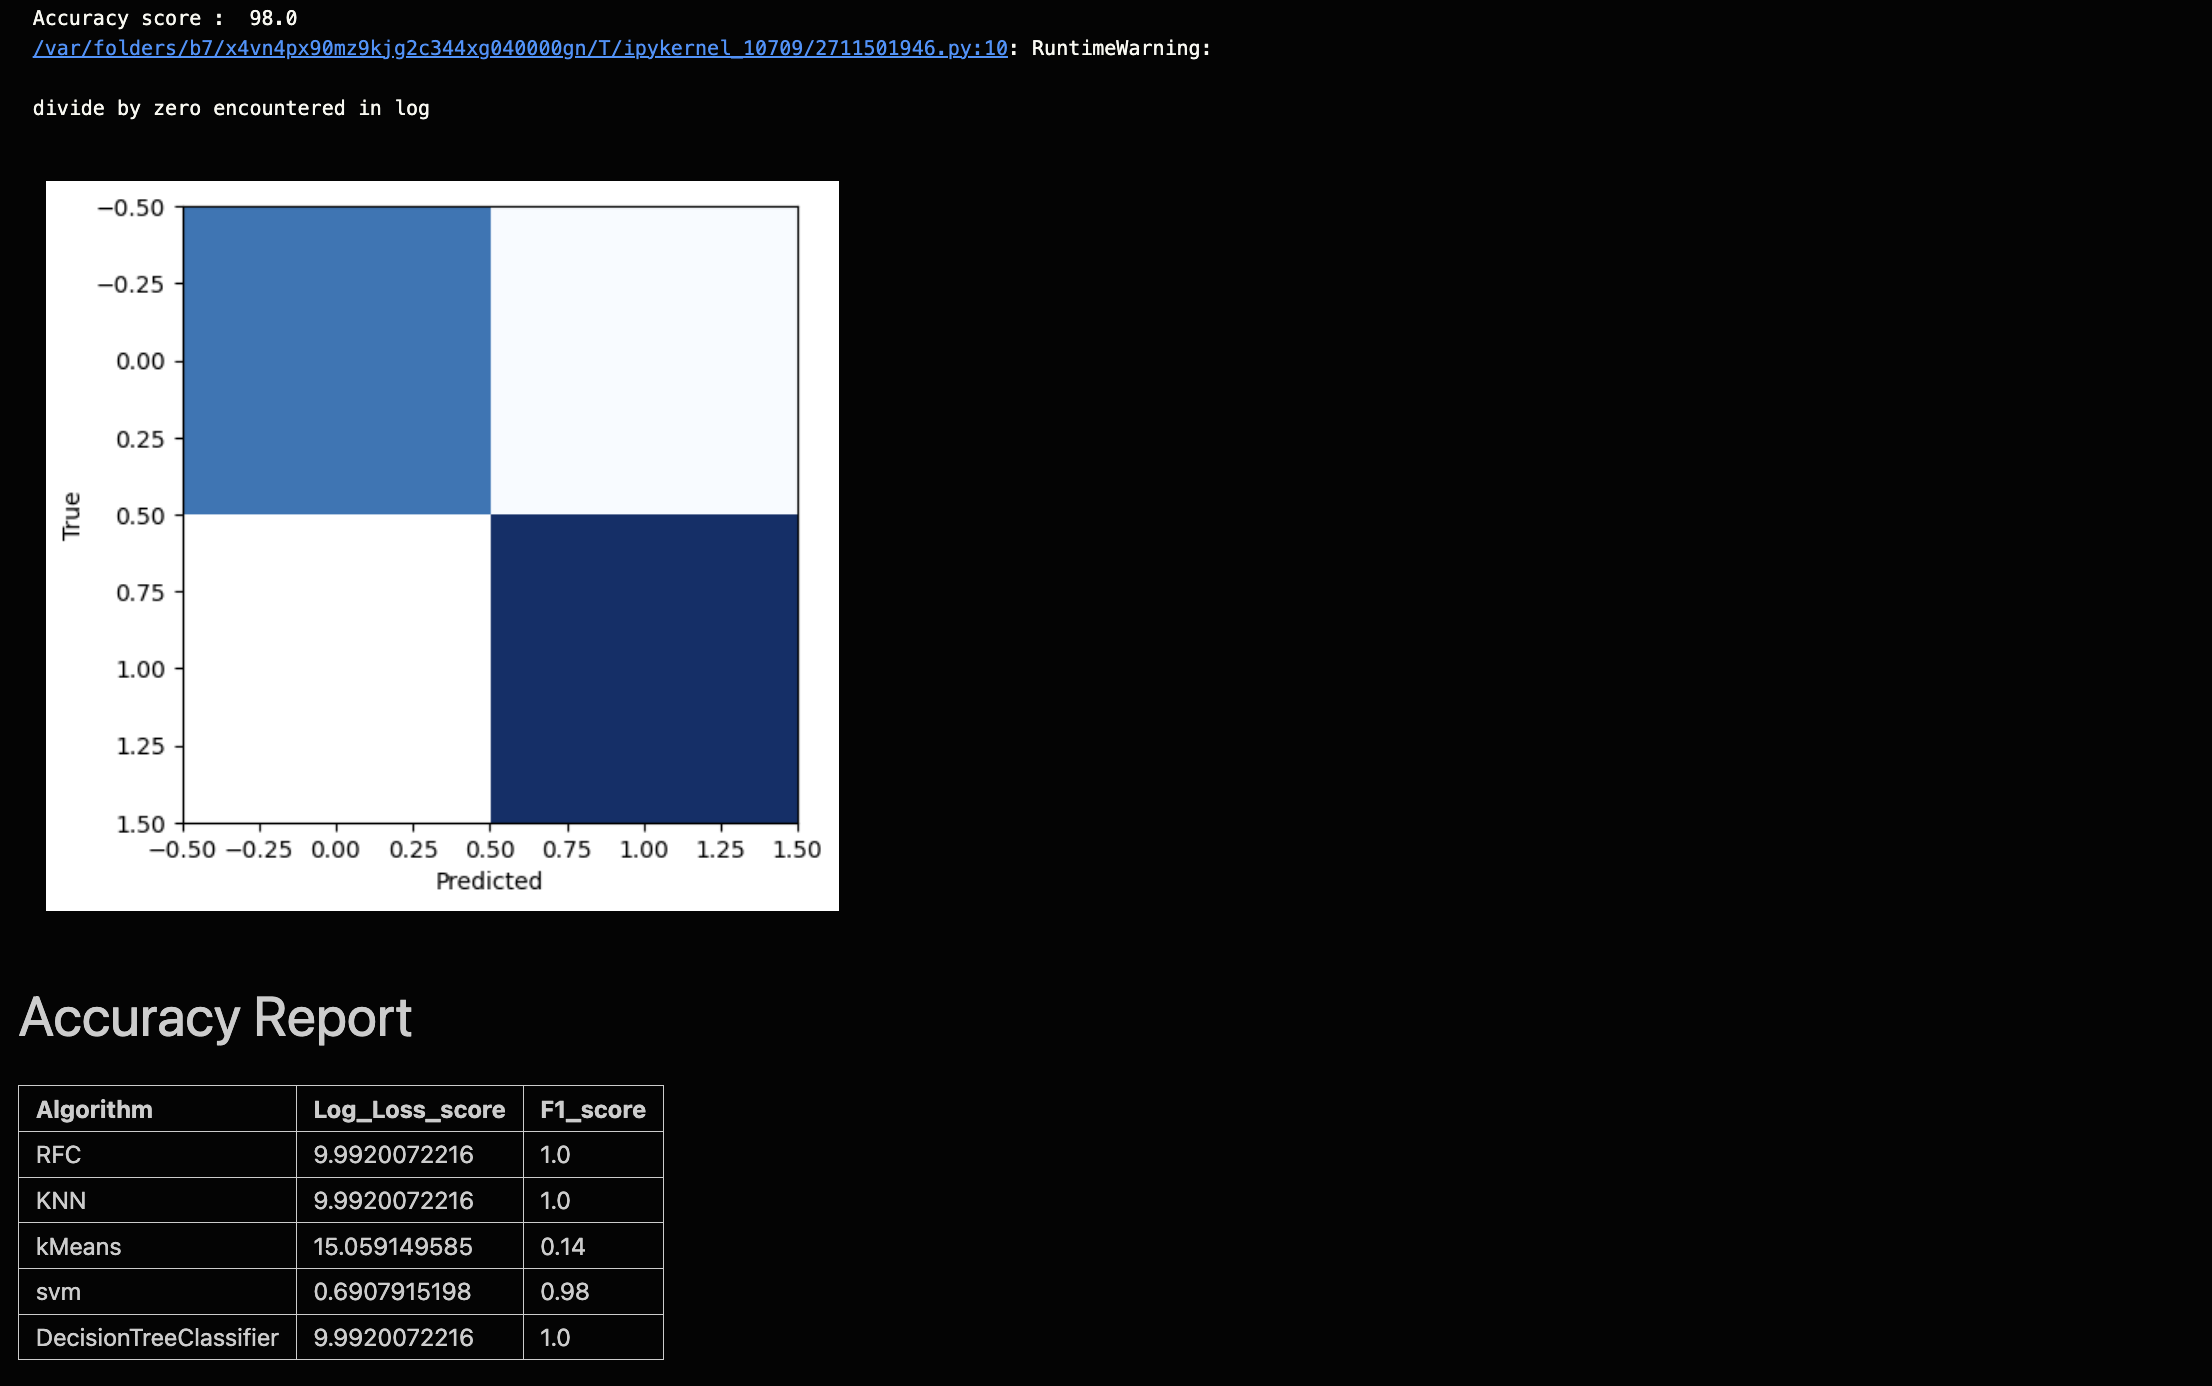 Accuracy score :  98.0
/var/folders/b7/x4vn4px90mz9kjg2c344xg040000gn/T/ipykernel_10709/2711501946.py:10: RuntimeWarning:
divide by zero encountered in log
−0.50
−0.25
0.00
0.25
0.50
0.75
1.00
1.25
1.50
True
−0.50 −0.25 0.00 0.25 0.50 0.75 1.00 1.25 1.50
Predicted
Accuracy Report
Algorithm Log_Loss_score F1_score
RFC 9.9920072216 1.0
KNN 9.9920072216 1.0
kMeans 15.059149585 0.14
svm 0.6907915198 0.98
DecisionTreeClassifier 9.9920072216 1.0